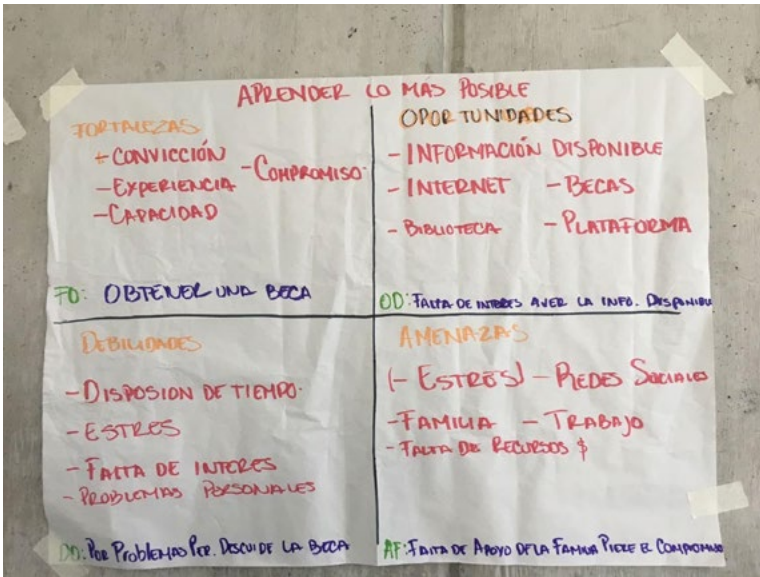 APRENDER LO MÁS POSIBLE
FORTALEZAS
- CONVICCIÓN
- EXPERIENCIA
- CAPACIDAD
- COMPROMISO.
FO: OBTENER UNA BECA
OPORTUNIDADES
- INFORMACIÓN DISPONIBLE
- INTERNET - BECAS
- BIBLIOTECA - PLATAFORMA
OD: FALTA DE INTERES AVER LA INFO. DISPONIBLE
DEBILIDADES
- DISPOSION DE TIEMPO.
- ESTRES
- FALTA DE INTERES
- PROBLEMAS PERSONALES
DO: POR PROBLEMAS PER. DESCUIDE LA BECA
AMENAZAS
(- ESTRÉS) - REDES SOCIALES
- FAMILIA - TRABAJO
- FALTA DE RECURSOS $
AF: FALTA DE APOYO DE LA FAMILIA PIERE EL COMPROMISO